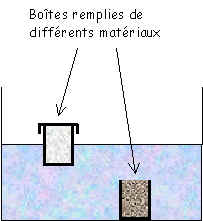 Boîtes remplies de
différents matériaux